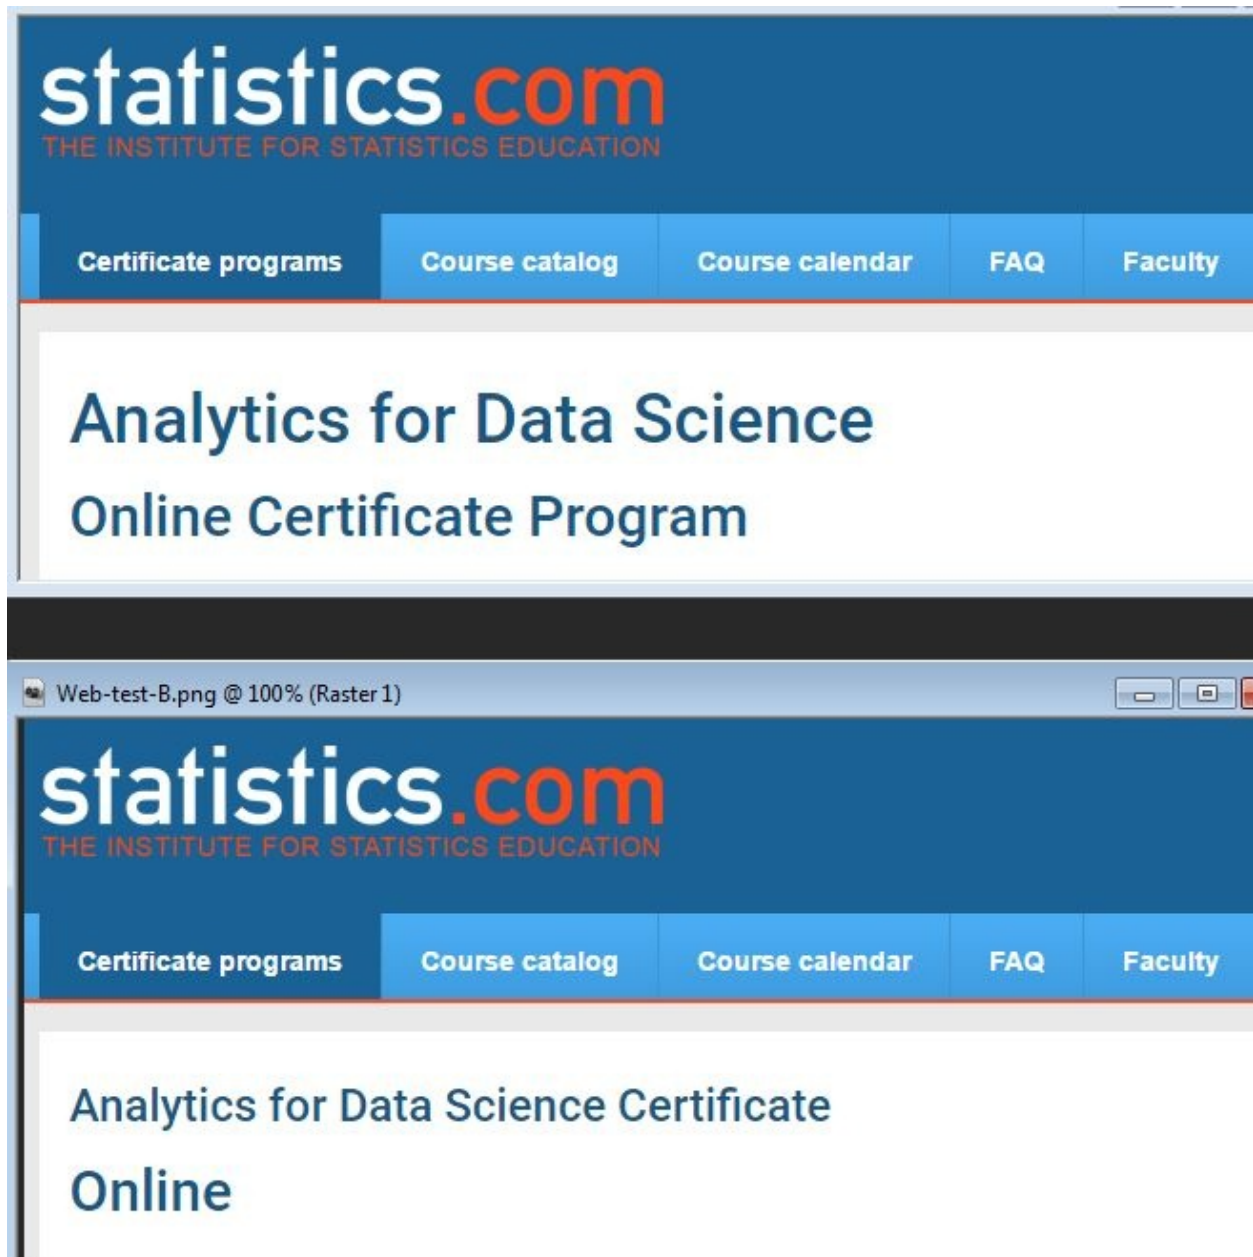 statistics.com
THE INSTITUTE FOR STATISTICS EDUCATION
Certificate programs Course catalog Course calendar FAQ Faculty
Analytics for Data Science
Online Certificate Program
Web-test-B.png @ 100% (Raster 1)
statistics.com
THE INSTITUTE FOR STATISTICS EDUCATION
Certificate programs Course catalog Course calendar FAQ Faculty
Analytics for Data Science Certificate
Online